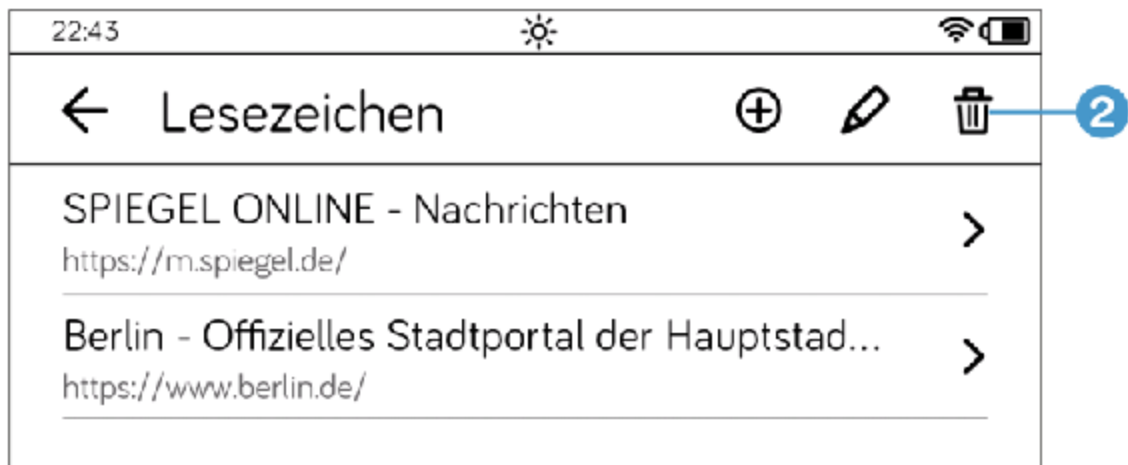 22:43
Lesezeichen
2
SPIEGEL ONLINE - Nachrichten
https://m.spiegel.de/
Berlin - Offizielles Stadtportal der Hauptstad...
https://www.berlin.de/